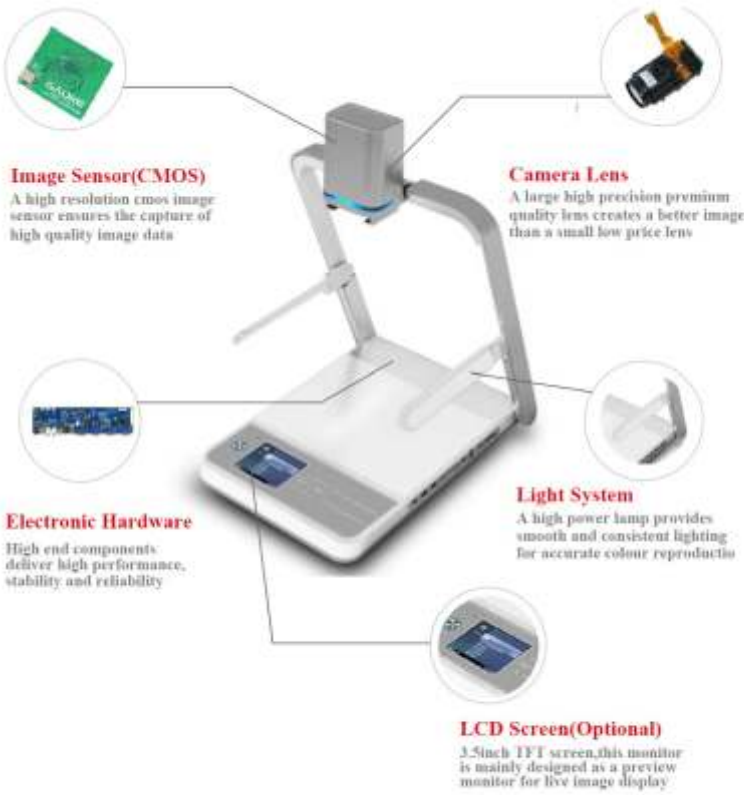 Image Sensor(CMOS)
A high resolution cmos image
sensor ensures the capture of
high quality image data
Camera Lens
A large high precision premium
quality lens creates a better image
than a small low price lens
Electronic Hardware
High end components
deliver high performance,
stability and reliability
Light System
A high power lamp provides
smooth and consistent lighting
for accurate colour reproductio
LCD Screen(Optional)
3.5inch TFT screen,this monitor
is mainly designed as a preview
monitor for live image display